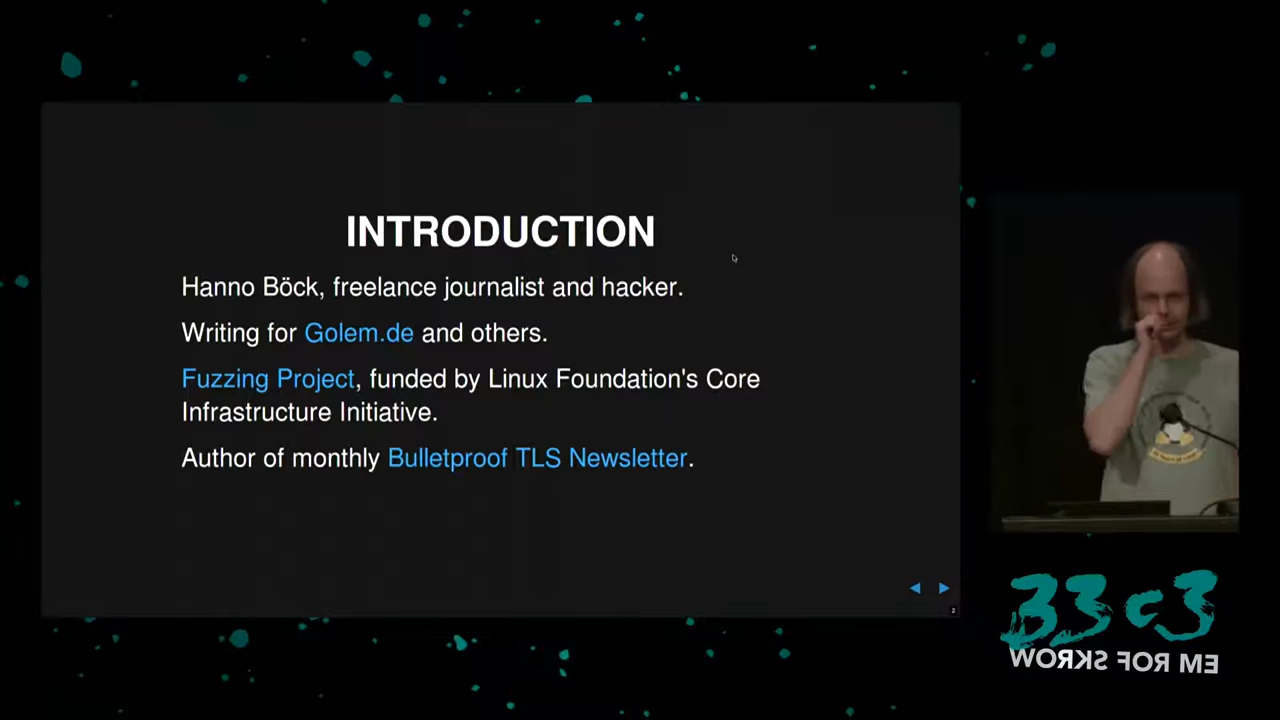 INTRODUCTION
Hanno Böck, freelance journalist and hacker.
Writing for Golem.de and others.
Fuzzing Project, funded by Linux Foundation's Core
Infrastructure Initiative.
Author of monthly Bulletproof TLS Newsletter.
2
33c3
WORKS FOR ME